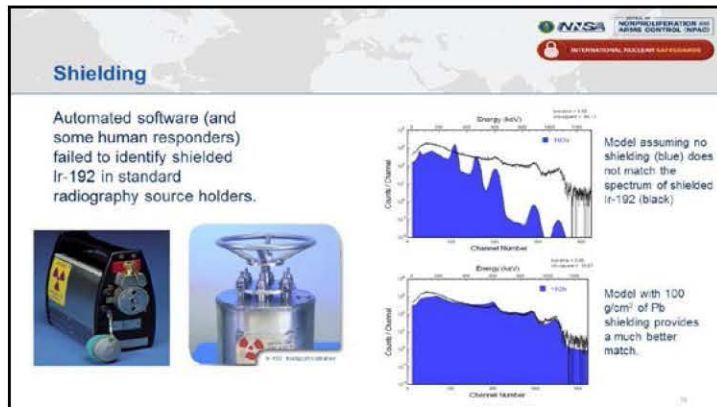 OFFICE OF
NNSA NONPROLIFERATION AND
ARMS CONTROL (NPAC)
INTERNATIONAL NUCLEAR SAFEGUARDS
Shielding
Automated software (and
some human responders)
failed to identify shielded
Ir-192 in standard
radiography source holders.
Energy (keV)
Counts / Channel
Channel Number
Model assuming no
shielding (blue) does
not match the
spectrum of shielded
Ir-192 (black)
Energy (keV)
Counts / Channel
Channel Number
Model with 100
g/cm² of Pb
shielding provides
a much better
match.